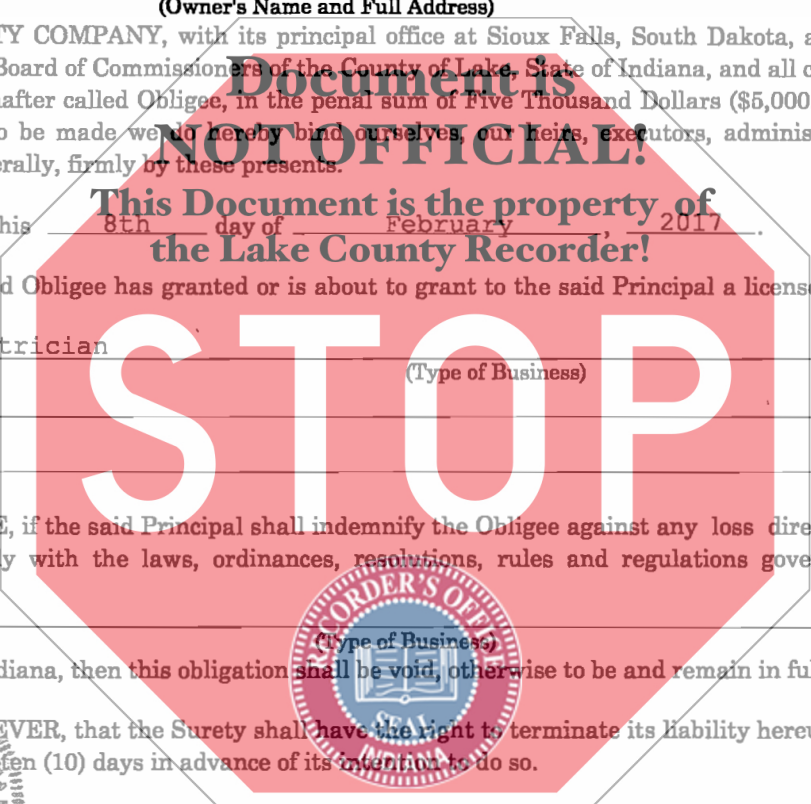 (Owner's Name and Full Address)
TY COMPANY, with its principal office at Sioux Falls, South Dakota, a
Board of Commissioners of the County of Lake, State of Indiana, and all o
after called Obligee, in the penal sum of Five Thousand Dollars ($5,000
o be made we do hereby bind ourselves, our heirs, executors, adminis
erally, firmly by these presents.
Document is
NOT OFFICIAL!
This Document is the property of
the Lake County Recorder!
his 8th day of February, 2017.
d Obligee has granted or is about to grant to the said Principal a license
trician
(Type of Business)
STOP
E, if the said Principal shall indemnify the Obligee against any loss dire
y with the laws, ordinances, resolutions, rules and regulations gove
(Type of Business)
diana, then this obligation shall be void, otherwise to be and remain in ful
EVER, that the Surety shall have the right to terminate its liability hereu
ten (10) days in advance of its intention to do so.
RECORDER'S OFFICE
SEAL
INDIANA